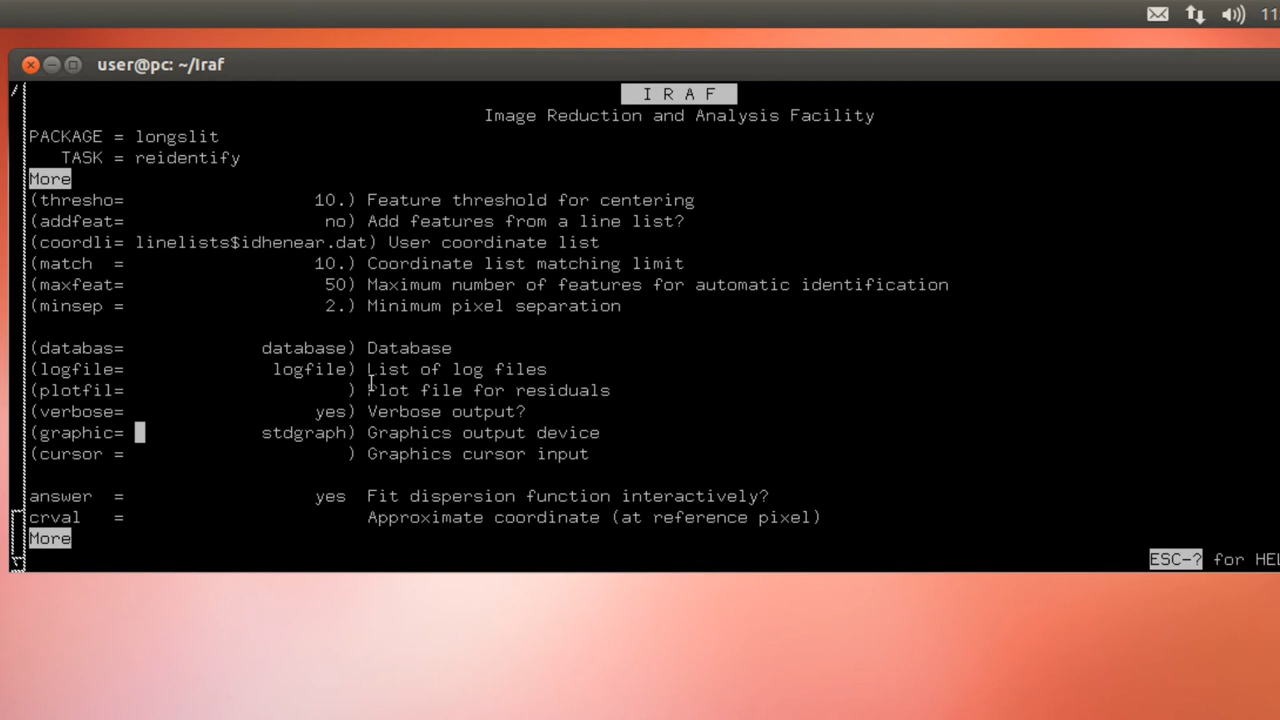 11
user@pc: ~/Iraf
I R A F
Image Reduction and Analysis Facility
PACKAGE = longslit
TASK = reidentify
More
(thresho= 10.) Feature threshold for centering
(addfeat= no) Add features from a line list?
(coordli= linelists$idhenear.dat) User coordinate list
(match = 10.) Coordinate list matching limit
(maxfeat= 50) Maximum number of features for automatic identification
(minsep = 2.) Minimum pixel separation
(databas= database) Database
(logfile= logfile) List of log files
(plotfil= ) Plot file for residuals
(verbose= yes) Verbose output?
(graphic= stdgraph) Graphics output device
(cursor = ) Graphics cursor input
answer = yes Fit dispersion function interactively?
crval = Approximate coordinate (at reference pixel)
More
ESC-? for HEL